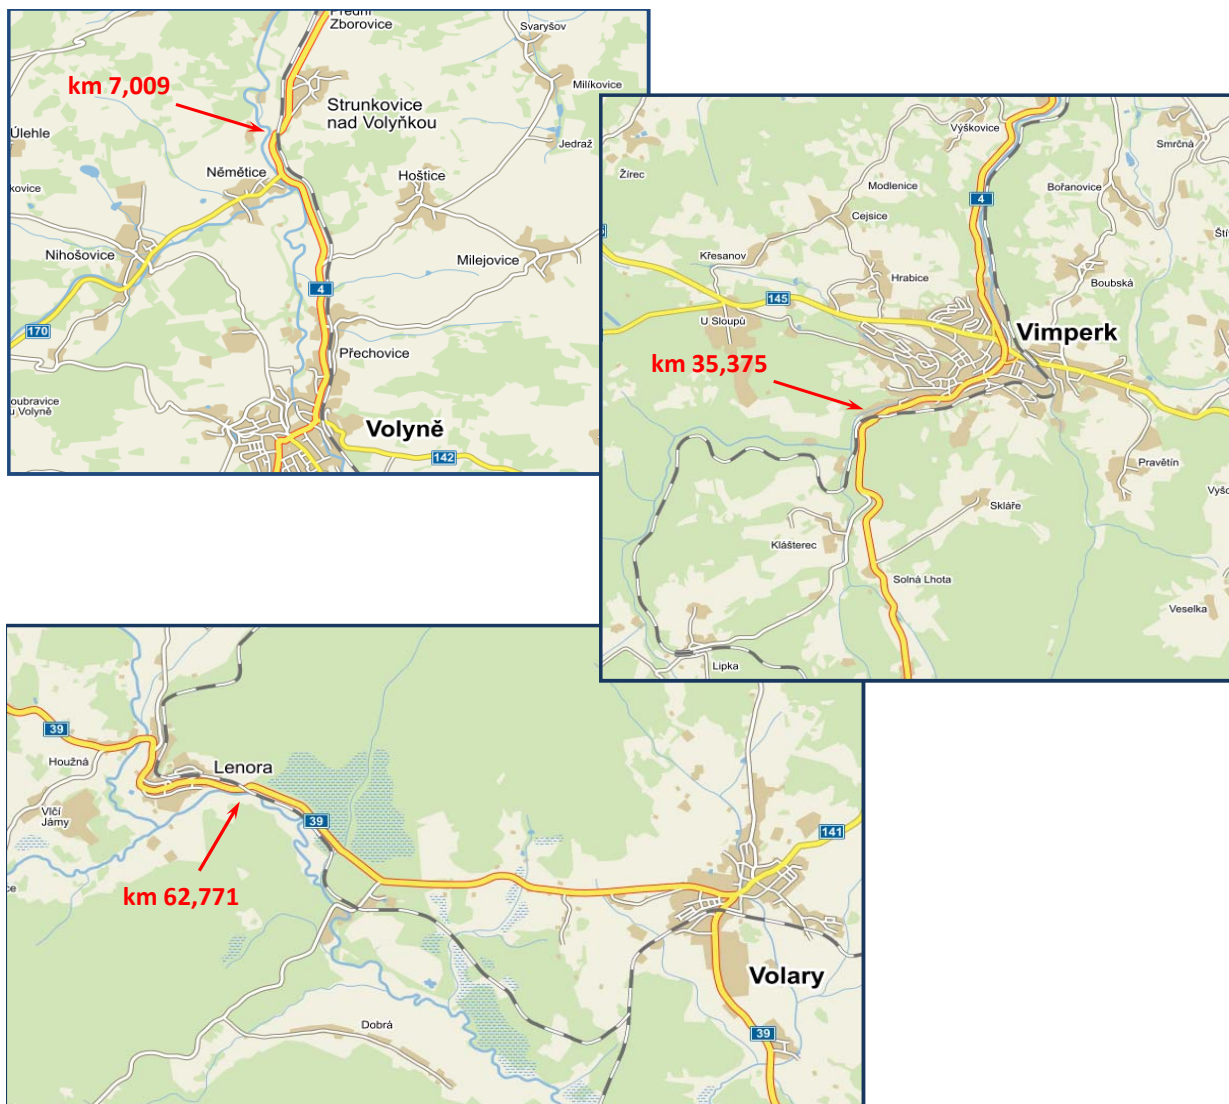 Přední
Zborovice
Svaryšov
km 7,009
Milíkovice
Strunkovice
nad Volyňkou
Úlehle
Jedraž
Němětice
Hoštice
kovice
Nihošovice
Milejovice
4
170
Přechovice
oubravice
u Volyně
Volyně
142
Výškovice
Smrčná
Žírec
Modlenice
Bořanovice
4
Cejsice
Ští
Křesanov
Hrabice
Boubská
145
U Sloupů
Vimperk
km 35,375
Pravětín
Skláře
Vyšo
Klášterec
Solná Lhota
Veselka
Lipka
39
Houžná
Lenora
Vlčí
Jámy
39
141
ce
km 62,771
Volary
Dobrá
39